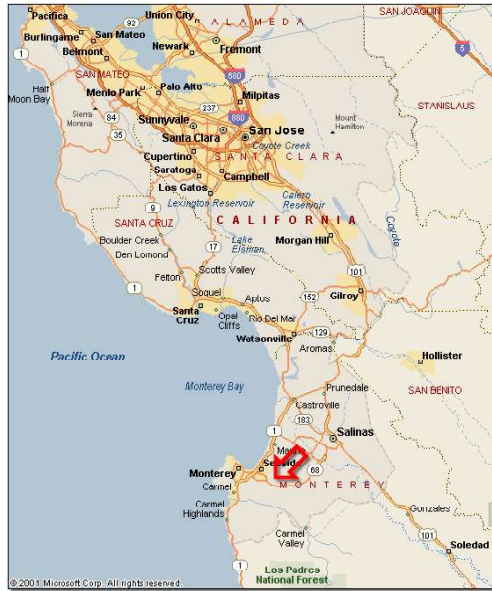 Pacifica
92
Union City
ALAMEDA
SAN JOAQUIN
Burlingame
San Mateo
Belmont
Newark
Fremont
5
1
SAN MATEO
680
Half
Moon Bay
Menlo Park
Palo Alto
Milpitas
STANISLAUS
Sierra
Morena
84
237
880
Mount
Hamilton
35
Sunnyvale
San Jose
Santa Clara
Coyote Creek
Cupertino
SANTA CLARA
Saratoga
Campbell
Los Gatos
Lexington Reservoir
Calero
Reservoir
9
SANTA CRUZ
CALIFORNIA
Coyote
Boulder Creek
17
Lake
Elsman
Morgan Hill
Den Lomond
101
Felton
Scotts Valley
1
Soquel
Aptus
152
Gilroy
Santa
Cruz
Opal
Cliffs
Rio Del Mar
129
Watsonville
Aromas
Pacific Ocean
Hollister
Monterey Bay
Prunedale
SAN BENITO
Castroville
183
1
Salinas
Monterey
68
Carmel
MONTEREY
Carmel
Highlands
Gonzales
Carmel
Valley
101
Soledad
1
Los Padres
National Forest
© 2001 Microsoft Corp. All rights reserved.